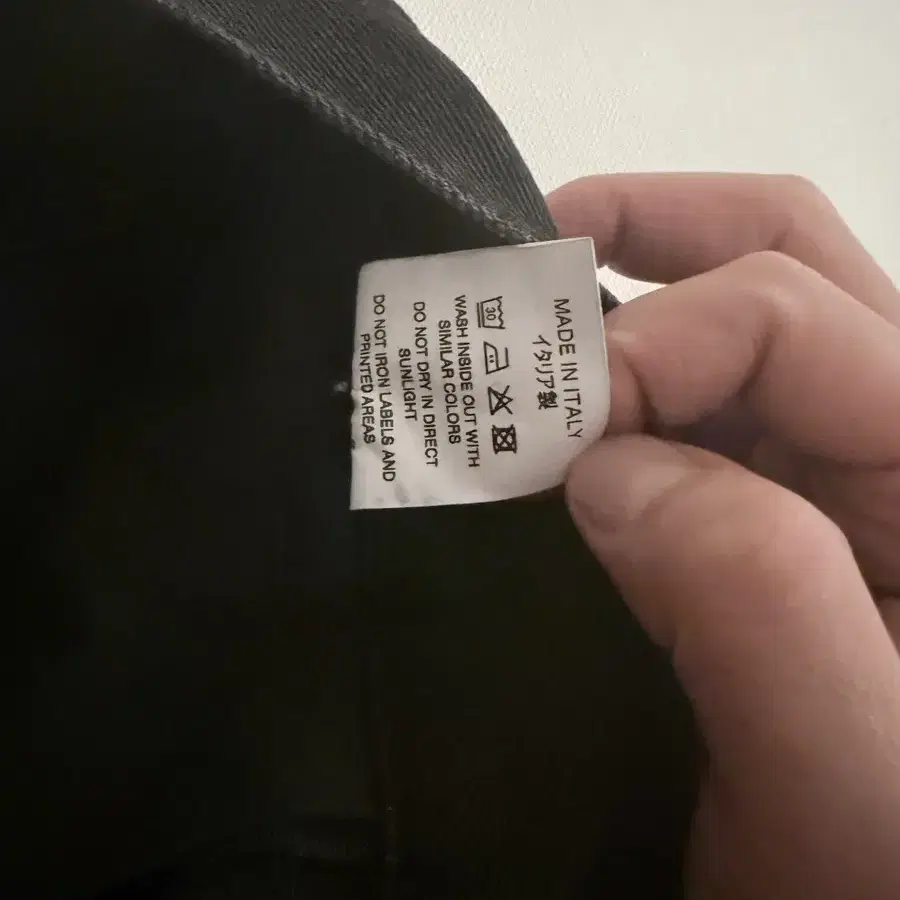 MADE IN ITALY
イタリア製
30
WASH INSIDE OUT WITH
SIMILAR COLORS
DO NOT DRY IN DIRECT
SUNLIGHT
DO NOT IRON LABELS AND
PRINTED AREAS